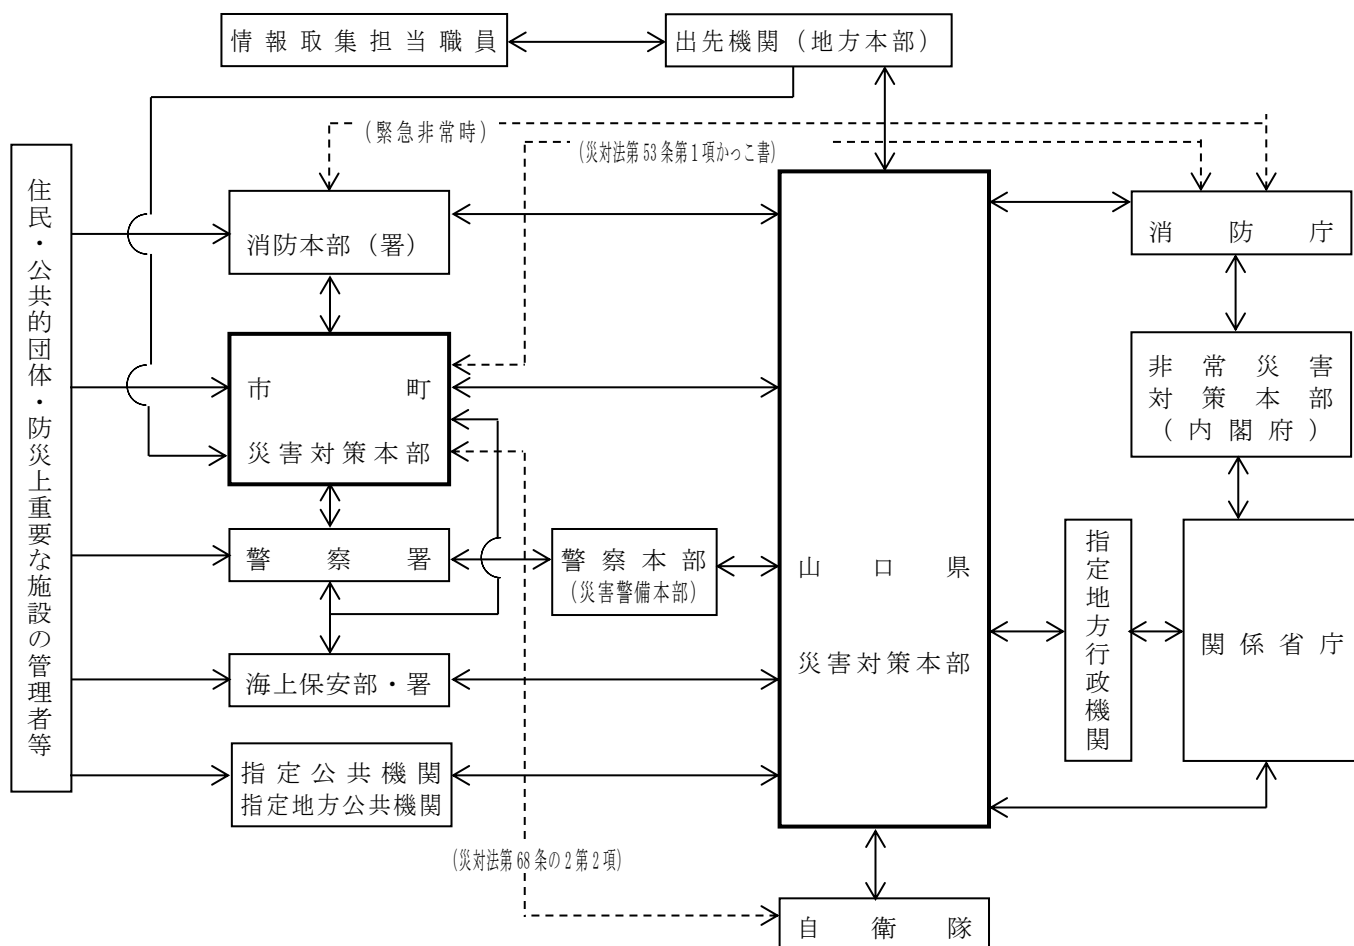 情報取集担当職員
出先機関（地方本部）
（緊急非常時）
（災対法第53条第1項かっこ書）
住民・公共的団体・防災上重要な施設の管理者等
消防本部（署）
消防庁
市町
災害対策本部
非常災害
対策本部
（内閣府）
警察署
警察本部
（災害警備本部）
山口県
災害対策本部
指定地方行政機関
関係省庁
海上保安部・署
指定公共機関
指定地方公共機関
（災対法第68条の2第2項）
自衛隊